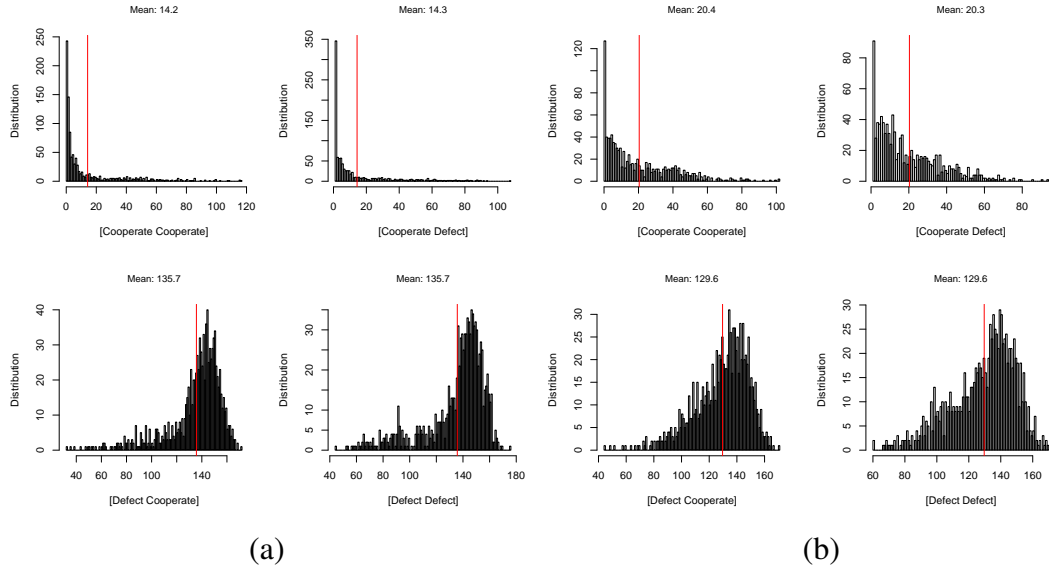 Mean: 14.2
Distribution
250
200
150
100
50
0
0 20 40 60 80 100 120
[Cooperate Cooperate]
Mean: 14.3
Distribution
350
250
150
100
50
0
0 20 40 60 80 100
[Cooperate Defect]
Mean: 20.4
Distribution
120
80
60
40
20
0
0 20 40 60 80 100
[Cooperate Cooperate]
Mean: 20.3
Distribution
80
60
40
20
0
0 20 40 60 80
[Cooperate Defect]
Mean: 135.7
Distribution
40
30
20
10
0
40 60 80 100 140
[Defect Cooperate]
Mean: 135.7
Distribution
30
20
10
5
0
40 60 80 100 140 180
[Defect Defect]
Mean: 129.6
Distribution
30
25
20
15
10
5
0
40 60 80 100 140
[Defect Cooperate]
Mean: 129.6
Distribution
30
25
20
15
10
5
0
60 80 100 120 140 160
[Defect Defect]
(a)
(b)